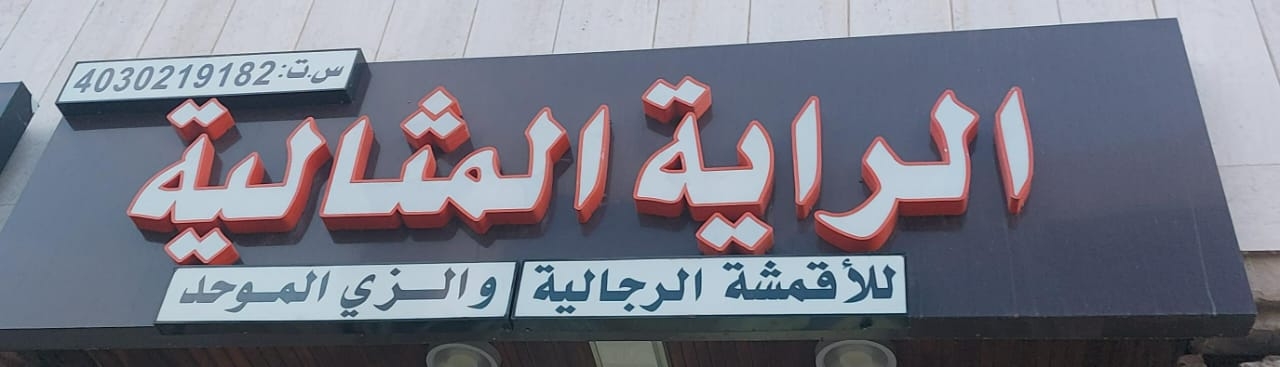 س.ت: 4030219182
الراية المثالية
للأقمشة الرجالية والزي الموحد